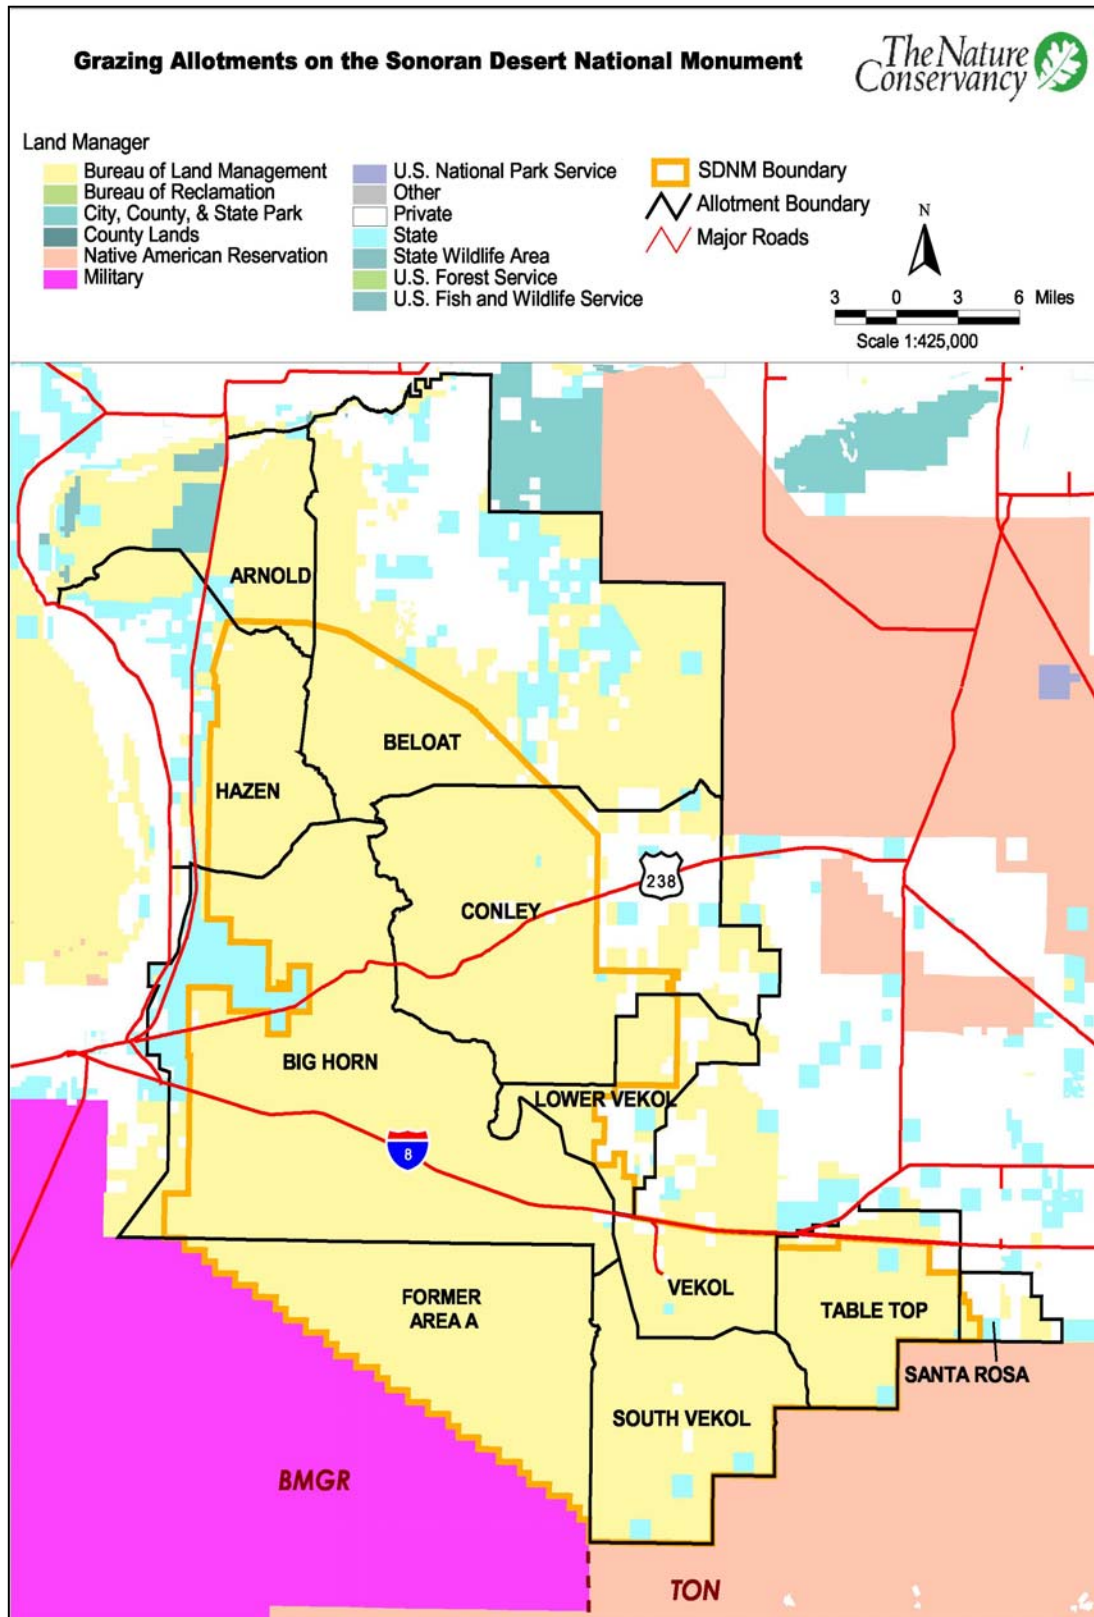 Grazing Allotments on the Sonoran Desert National Monument
The Nature
Conservancy
Land Manager
Bureau of Land Management
Bureau of Reclamation
City, County, & State Park
County Lands
Native American Reservation
Military
U.S. National Park Service
Other
Private
State
State Wildlife Area
U.S. Forest Service
U.S. Fish and Wildlife Service
SDNM Boundary
Allotment Boundary
Major Roads
N
3 0 3 6 Miles
Scale 1:425,000
ARNOLD
BELOAT
HAZEN
238
CONLEY
BIG HORN
LOWER VEKOL
8
VEKOL
FORMER
AREA A
TABLE TOP
SANTA ROSA
SOUTH VEKOL
BMGR
TON